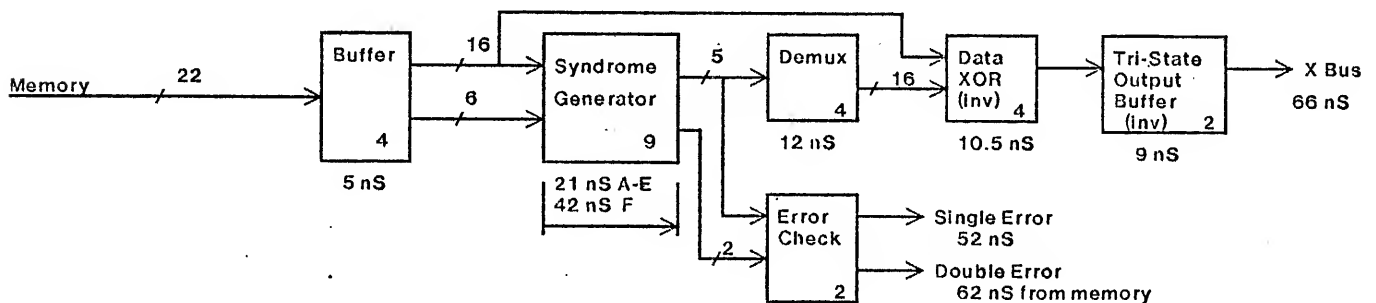 Memory
22
Buffer
4
5 nS
16
6
Syndrome
Generator
9
21 nS A-E
42 nS F
5
2
Demux
4
12 nS
16
Data
XOR
(inv)
4
10.5 nS
Tri-State
Output
Buffer
(inv)
2
9 nS
X Bus
66 nS
Error
Check
2
Single Error
52 nS
Double Error
62 nS from memory